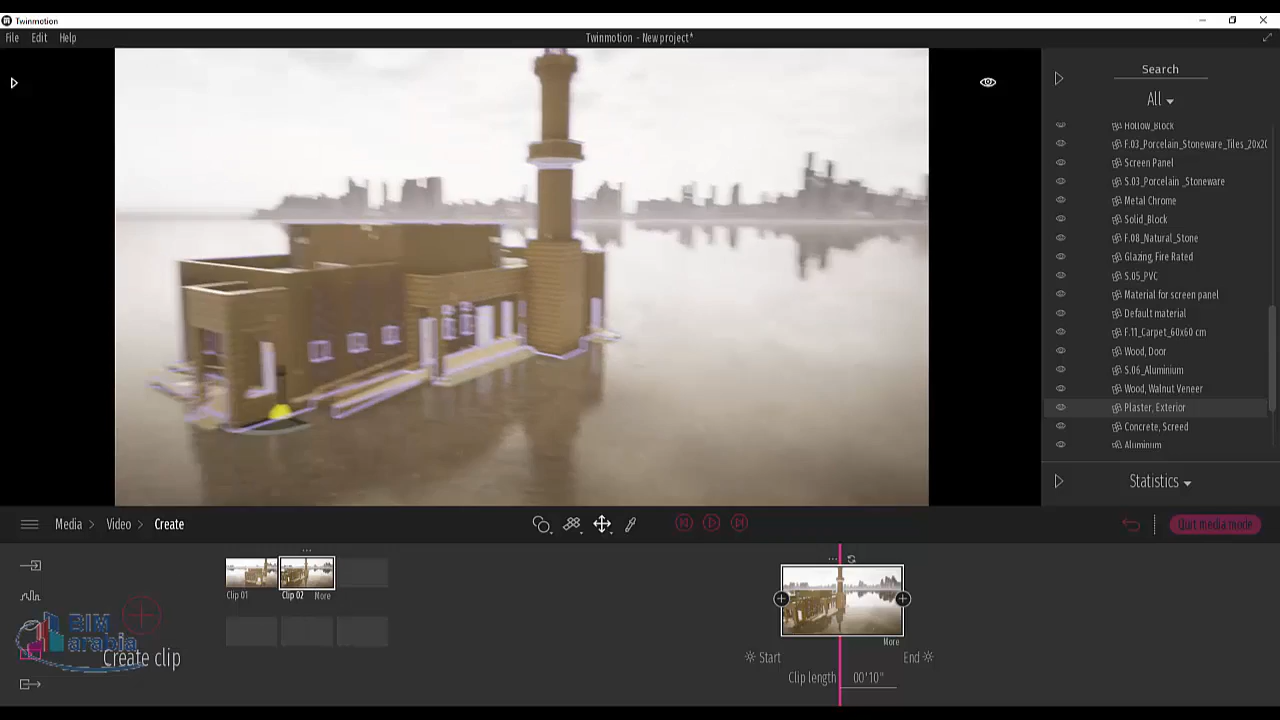 Twinmotion
File Edit Help
Twinmotion - New project*
Search
All
Hollow_Block
F.03_Porcelain_Stoneware_Tiles_20x20
Screen Panel
S.03_Porcelain _Stoneware
Metal Chrome
Solid_Block
F.08_Natural_Stone
Glazing, Fire Rated
S.05_PVC
Material for screen panel
Default material
F.11_Carpet_60x60 cm
Wood, Door
S.06_Aluminium
Wood, Walnut Veneer
Plaster, Exterior
Concrete, Screed
Aluminum
Statistics
Media > Video > Create
Quit media mode
Clip 01
Clip 02 More
BIM
arabia
Create clip
More
Start
End
Clip length 00'10"